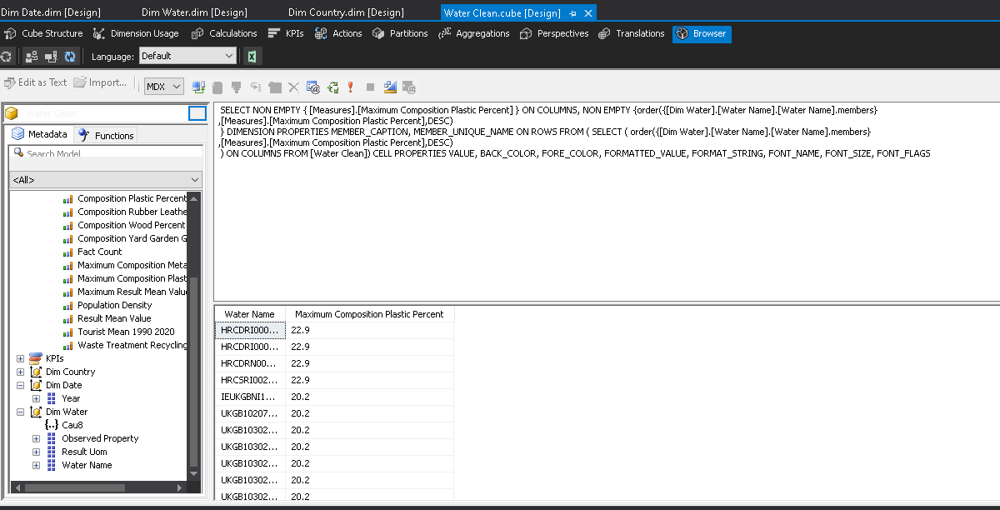 Dim Date.dim [Design] Dim Water.dim [Design] Dim Country.dim [Design] Water Clean.cube [Design]
Cube Structure Dimension Usage Calculations KPIs Actions Partitions Aggregations Perspectives Translations Browser
Language: Default
Edit as Text Import... MDX
Water Clean
Metadata Functions
Search Model
<All>
Composition Plastic Percent
Composition Rubber Leathe
Composition Wood Percent
Composition Yard Garden G
Fact Count
Maximum Composition Meta
Maximum Composition Plast
Maximum Result Mean Valu
Population Density
Result Mean Value
Tourist Mean 1990 2020
Waste Treatment Recycling
KPIs
Dim Country
Dim Date
Year
Dim Water
Cau8
Observed Property
Result Uom
Water Name
SELECT NON EMPTY { [Measures].[Maximum Composition Plastic Percent] } ON COLUMNS, NON EMPTY {order({[Dim Water].[Water Name].[Water Name].members}
,[Measures].[Maximum Composition Plastic Percent],DESC)
} DIMENSION PROPERTIES MEMBER_CAPTION, MEMBER_UNIQUE_NAME ON ROWS FROM ( SELECT ( order({[Dim Water].[Water Name].[Water Name].members}
,[Measures].[Maximum Composition Plastic Percent],DESC)
) ON COLUMNS FROM [Water Clean]) CELL PROPERTIES VALUE, BACK_COLOR, FORE_COLOR, FORMATTED_VALUE, FORMAT_STRING, FONT_NAME, FONT_SIZE, FONT_FLAGS
Water Name Maximum Composition Plastic Percent
HRCDRI000... 22.9
HRCDRI000... 22.9
HRCDRN00... 22.9
HRCSRI002... 22.9
IEUKGBNI1... 20.2
UKGB10207... 20.2
UKGB10302... 20.2
UKGB10302... 20.2
UKGB10302... 20.2
UKGB10302... 20.2
UKGB10302... 20.2